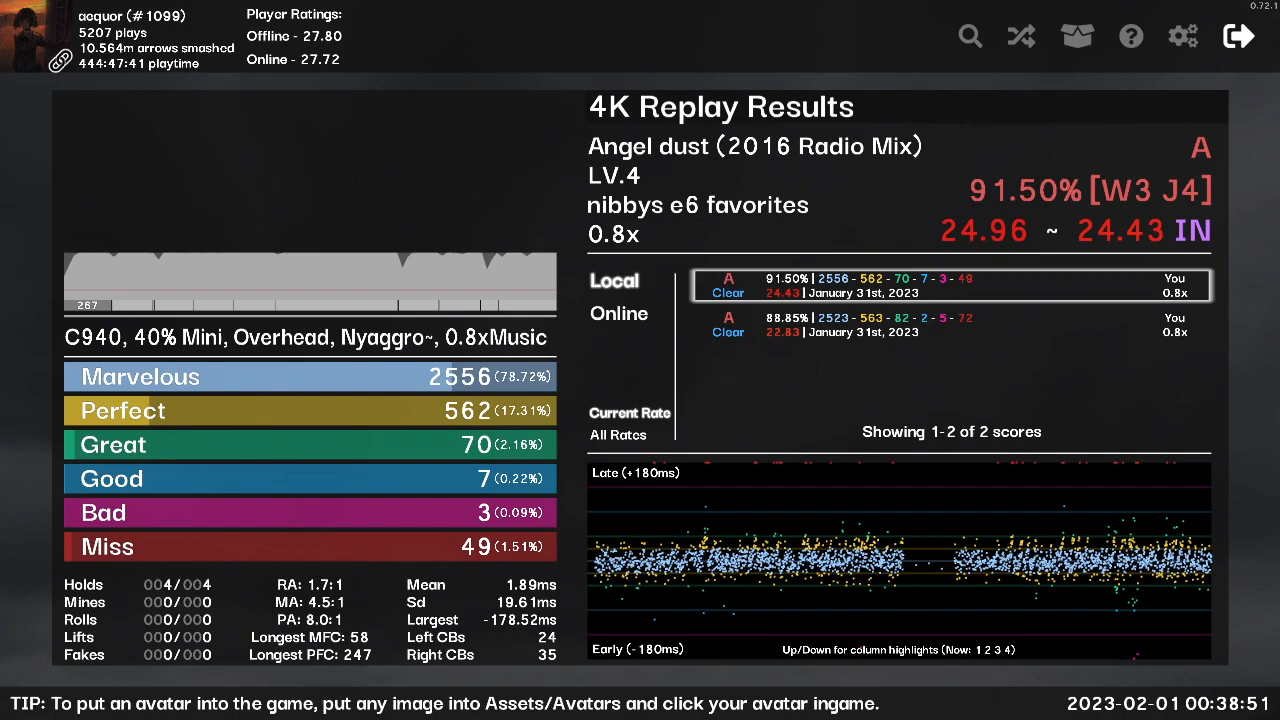 0.72.1
acquor (#1099)
5207 plays
10.564m arrows smashed
444:47:41 playtime
Player Ratings:
Offline - 27.80
Online - 27.72
4K Replay Results
Angel dust (2016 Radio Mix)
A
LV.4
91.50% [W3 J4]
nibbys e6 favorites
0.8x
24.96 ~ 24.43 IN
267
C940, 40% Mini, Overhead, Nyaggro~, 0.8xMusic
Marvelous 2556 (78.72%)
Perfect 562 (17.31%)
Great 70 (2.16%)
Good 7 (0.22%)
Bad 3 (0.09%)
Miss 49 (1.51%)
Holds 004/004 RA: 1.7:1 Mean 1.89ms
Mines 000/000 MA: 4.5:1 Sd 19.61ms
Rolls 000/000 PA: 8.0:1 Largest -178.52ms
Lifts 000/000 Longest MFC: 58 Left CBs 24
Fakes 000/000 Longest PFC: 247 Right CBs 35
Local
Online
Current Rate
All Rates
A 91.50% | 2556 - 562 - 70 - 7 - 3 - 49 You
Clear 24.43 | January 31st, 2023 0.8x
A 88.85% | 2523 - 563 - 82 - 2 - 5 - 72 You
Clear 22.83 | January 31st, 2023 0.8x
Showing 1-2 of 2 scores
Late (+180ms)
Early (-180ms)
Up/Down for column highlights (Now: 1 2 3 4)
TIP: To put an avatar into the game, put any image into Assets/Avatars and click your avatar ingame.
2023-02-01 00:38:51